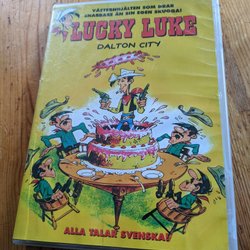 VÄSTERNHJÄLTEN SOM DRAR
SNABBARE ÄN SIN EGEN SKUGGA!
LUCKY LUKE
DALTON CITY
ALLA TALAR SVENSKA!